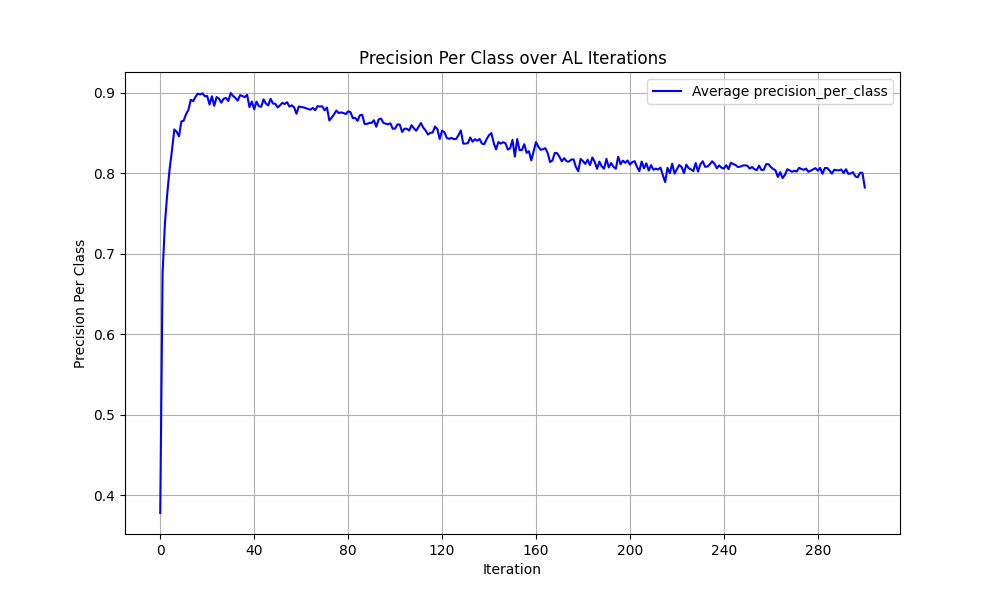 Precision Per Class over AL Iterations
Average precision_per_class
Precision Per Class
0.9
0.8
0.7
0.6
0.5
0.4
0 40 80 120 160 200 240 280
Iteration